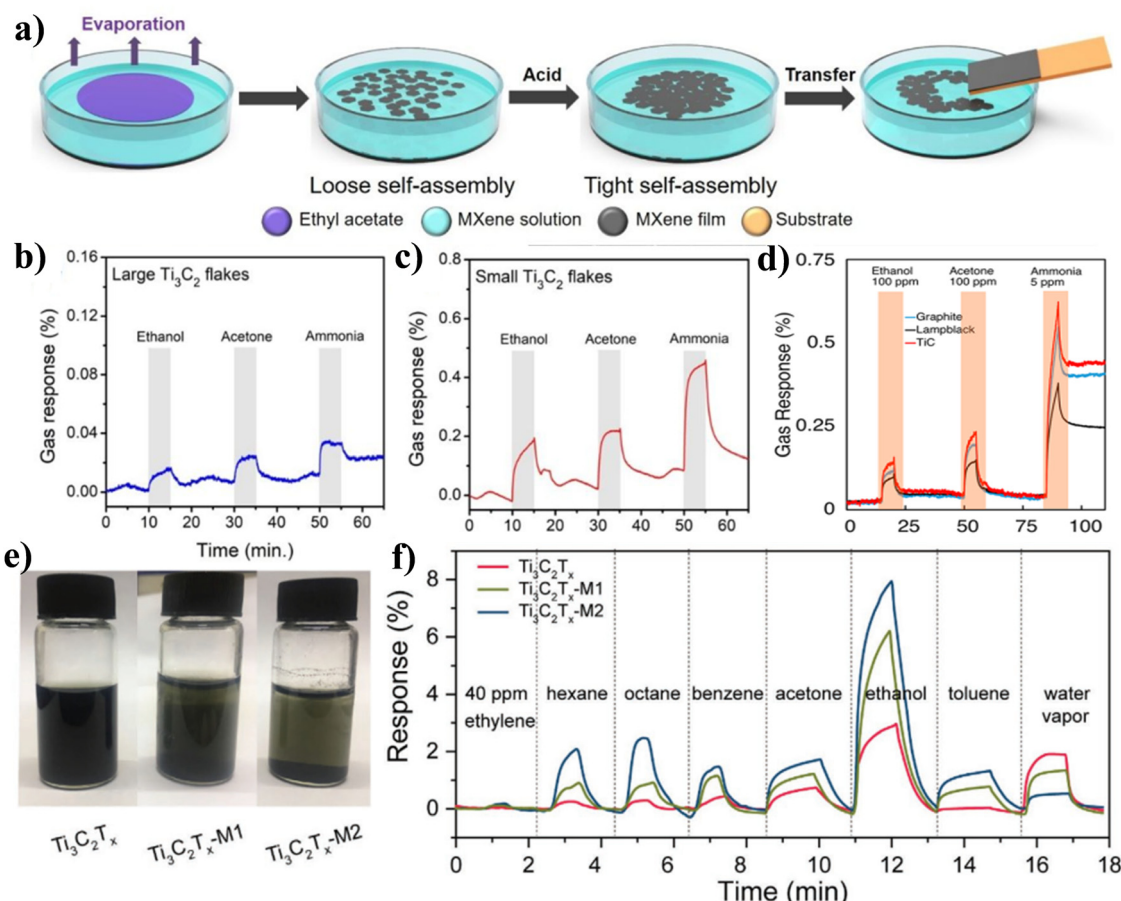 a)
Evaporation
Acid
Transfer
Loose self-assembly
Tight self-assembly
Ethyl acetate
MXene solution
MXene film
Substrate
b)
0.16
0.12
0.08
0.04
0.00
Gas response (%)
Large Ti₃C₂ flakes
Ethanol
Acetone
Ammonia
0
10
20
30
40
50
60
Time (min.)
c)
0.8
0.6
0.4
0.2
0.0
Gas response (%)
Small Ti₃C₂ flakes
Ethanol
Acetone
Ammonia
0
10
20
30
40
50
60
d)
0.75
0.5
0.25
0
Gas Response (%)
Ethanol
100 ppm
Acetone
100 ppm
Ammonia
5 ppm
Graphite
Lampblack
TiC
0
25
50
75
100
e)
Ti₃C₂Tₓ
Ti₃C₂Tₓ-M1
Ti₃C₂Tₓ-M2
f)
8
6
4
2
0
Response (%)
Ti₃C₂Tₓ
Ti₃C₂Tₓ-M1
Ti₃C₂Tₓ-M2
40 ppm
ethylene
hexane
octane
benzene
acetone
ethanol
toluene
water
vapor
0
2
4
6
8
10
12
14
16
18
Time (min)